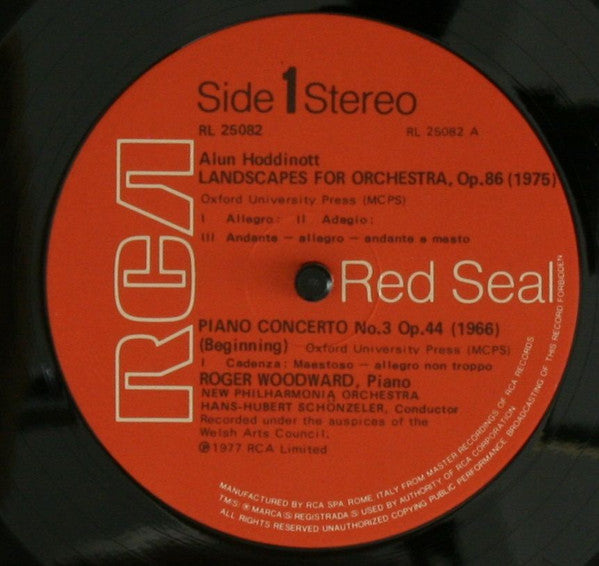 Side 1 Stereo
RL 25082
RL 25082 A
Alun Hoddinott
LANDSCAPES FOR ORCHESTRA, Op.86 (1975)
Oxford University Press (MCPS)
I Allegro: II Adagio:
III Andante – allegro – andante e mesto
RCA
Red Seal
PIANO CONCERTO No.3 Op.44 (1966)
(Beginning) Oxford University Press (MCPS)
I Cadenza: Maestoso – allegro non troppo
ROGER WOODWARD, Piano
NEW PHILHARMONIA ORCHESTRA
HANS-HUBERT SCHÖNZELER, Conductor
Recorded under the auspices of the
Welsh Arts Council.
℗ 1977 RCA Limited
MANUFACTURED BY RCA SPA, ROME, ITALY FROM MASTER RECORDINGS OF RCA RECORDS
TM(S) ® MARCA(S) REGISTRADA(S) USED BY AUTHORITY OF RCA CORPORATION
ALL RIGHTS RESERVED UNAUTHORIZED COPYING PUBLIC PERFORMANCE BROADCASTING OF THIS RECORD FORBIDDEN